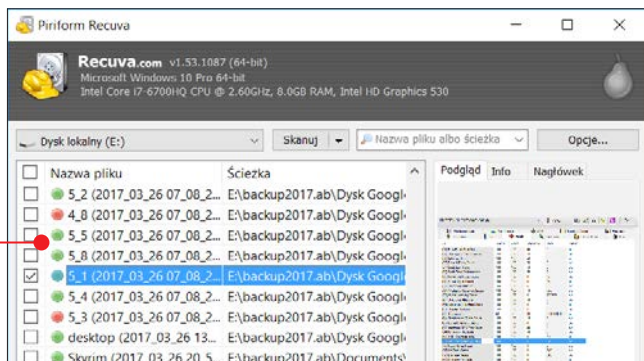 Piriform Recuva
Recuva.com v1.53.1087 (64-bit)
Microsoft Windows 10 Pro 64-bit
Intel Core i7-6700HQ CPU @ 2.60GHz, 8.0GB RAM, Intel HD Graphics 530
Dysk lokalny (E:) Skanuj Nazwa pliku albo ścieżka Opcje...
Nazwa pliku Ścieżka Podgląd Info Nagłówek
5_2 (2017_03_26 07_08_2... E:\backup2017.ab\Dysk Googl
4_8 (2017_03_26 07_08_2... E:\backup2017.ab\Dysk Googl
5_5 (2017_03_26 07_08_2... E:\backup2017.ab\Dysk Googl
5_8 (2017_03_26 07_08_2... E:\backup2017.ab\Dysk Googl
5_1 (2017_03_26 07_08_2... E:\backup2017.ab\Dysk Googl
5_4 (2017_03_26 07_08_2... E:\backup2017.ab\Dysk Googl
5_3 (2017_03_26 07_08_2... E:\backup2017.ab\Dysk Googl
desktop (2017_03_26 13... E:\backup2017.ab\Dysk Googl
Skyrim (2017_03_26 20_5... E:\backup2017.ab\Documents\